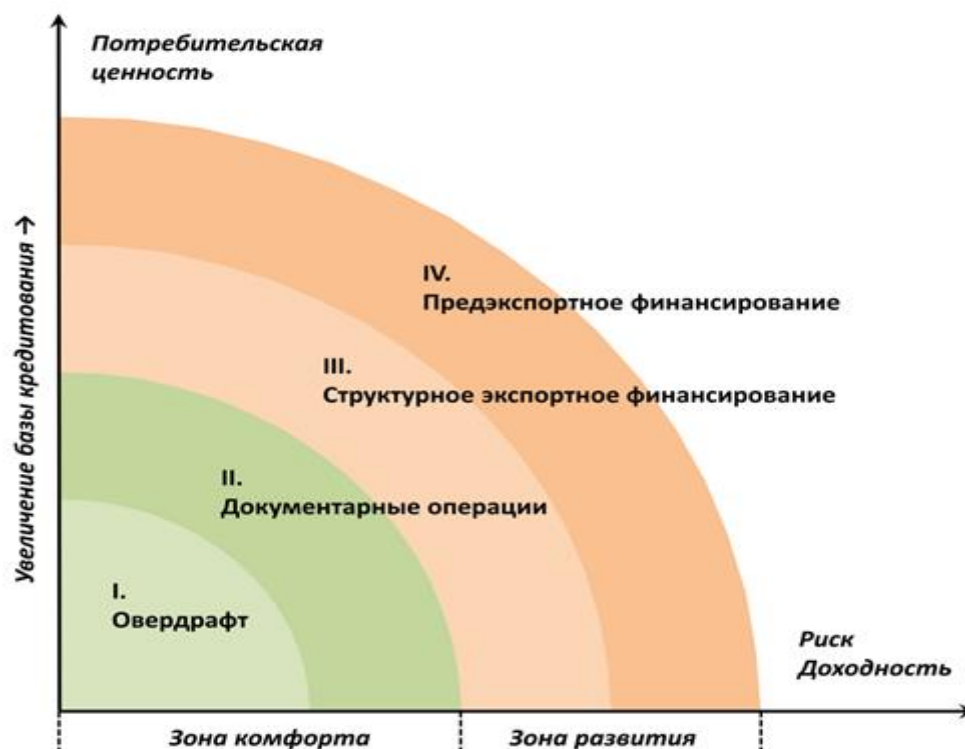 Потребительская
ценность
Увеличение базы кредитования →
IV.
Предэкспортное финансирование
III.
Структурное экспортное финансирование
II.
Документарные операции
I.
Овердрафт
Риск
Доходность
Зона комфорта
Зона развития